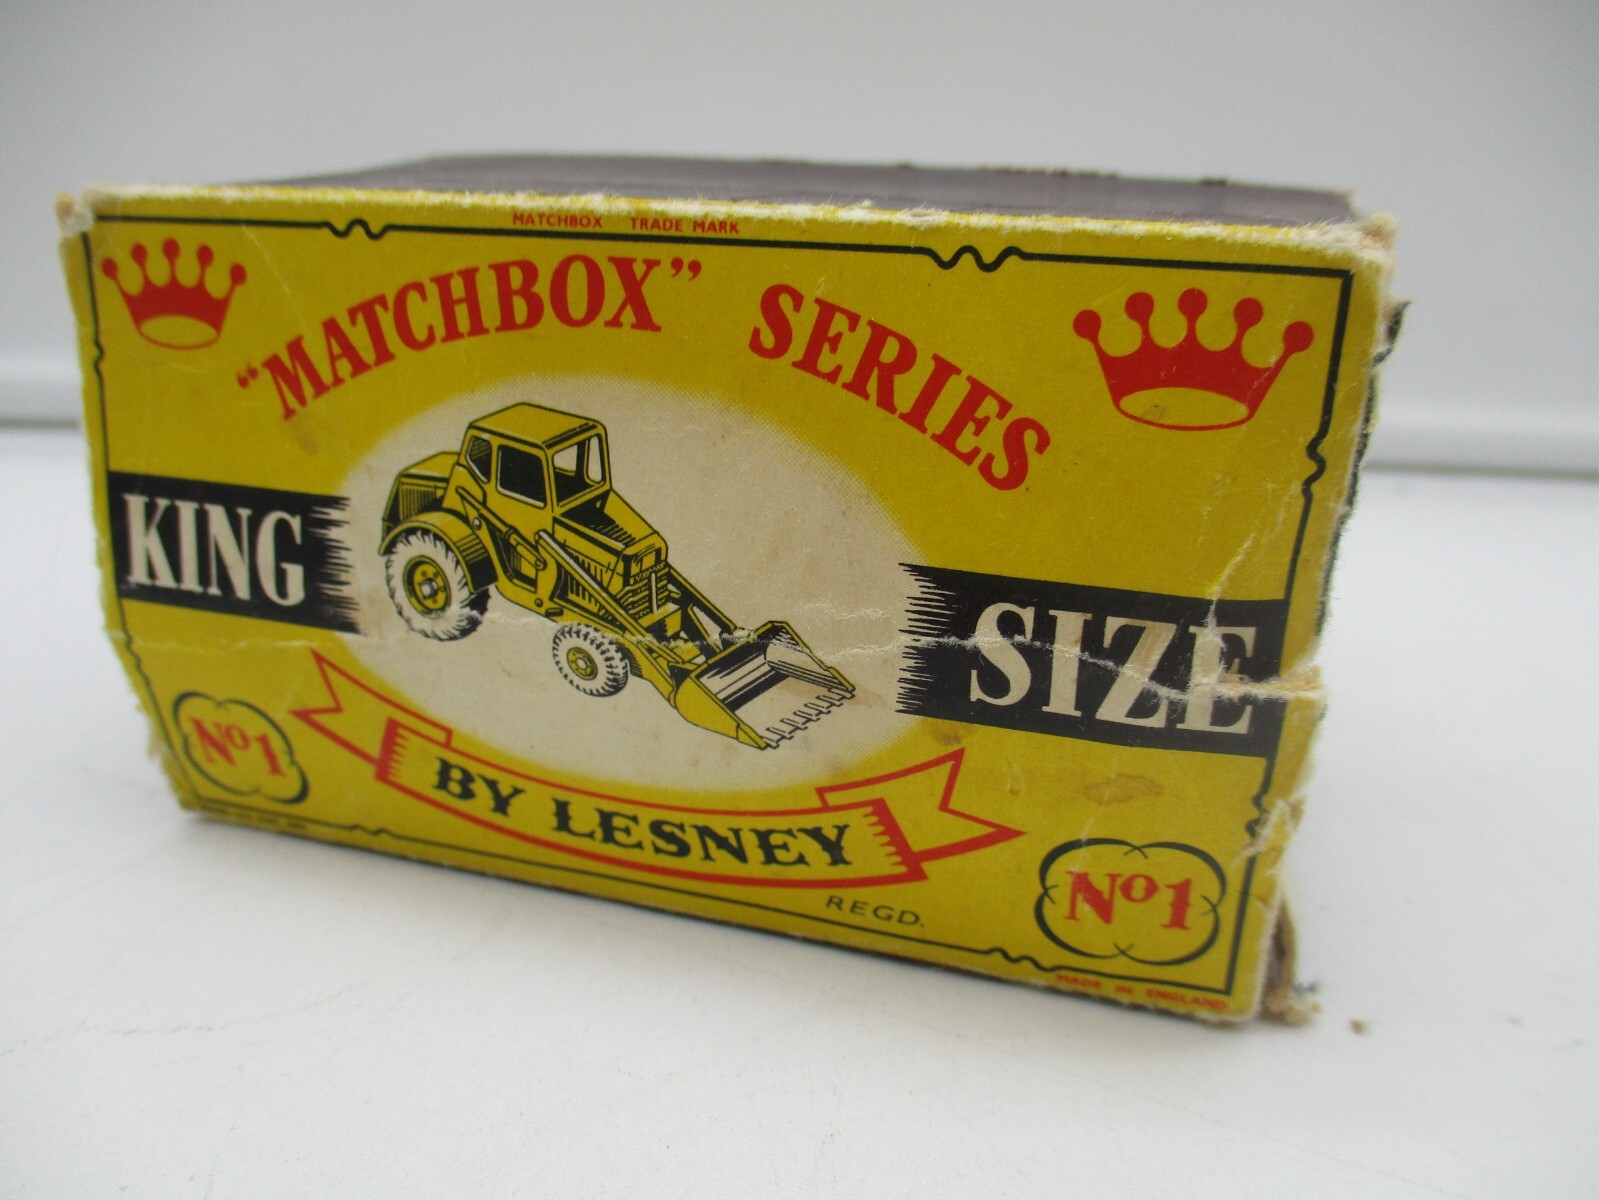 MATCHBOX TRADE MARK
"MATCHBOX" SERIES
KING SIZE
Nº1
BY LESNEY
REGD.
Nº1
MADE IN ENGLAND